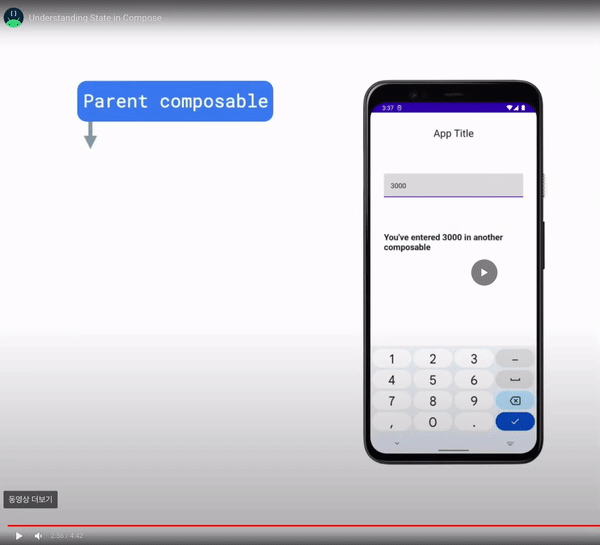 Understanding State in Compose
Parent composable
3:37
App Title
3000
You've entered 3000 in another
composable
1 2 3 –
4 5 6
7 8 9
, 0 .
동영상 더보기
2:56 / 4:42